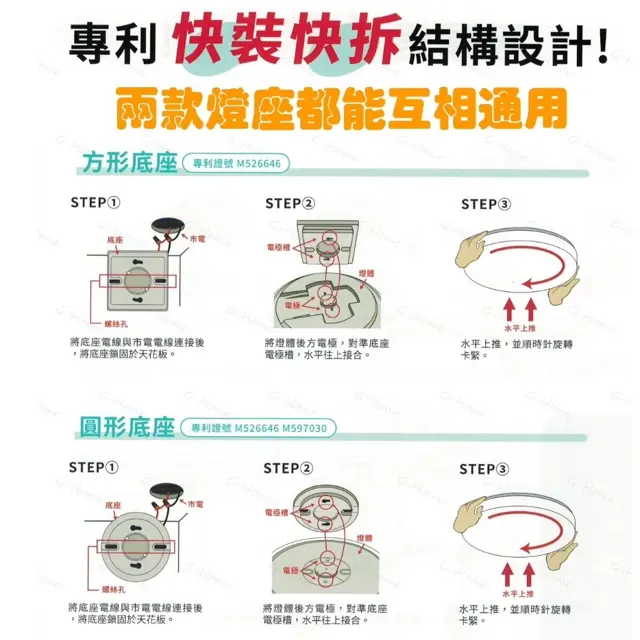 專利 快裝快拆 結構設計!
兩款燈座都能互相通用
方形底座 專利證號 M526646
STEP①
底座
市電
螺絲孔
將底座電線與市電電線連接後
，將底座鎖固於天花板。
STEP②
電極槽
燈體
電極
將燈體後方電極，對準底座
電極槽，水平往上接合。
STEP③
水平上推
水平上推，並順時針旋轉
卡緊。
圓形底座 專利證號 M526646 M597030
STEP①
底座
市電
螺絲孔
將底座電線與市電電線連接後
，將底座鎖固於天花板。
STEP②
電極槽
燈體
電極
將燈體後方電極，對準底座
電極槽，水平往上接合。
STEP③
水平上推
水平上推，並順時針旋轉
卡緊。